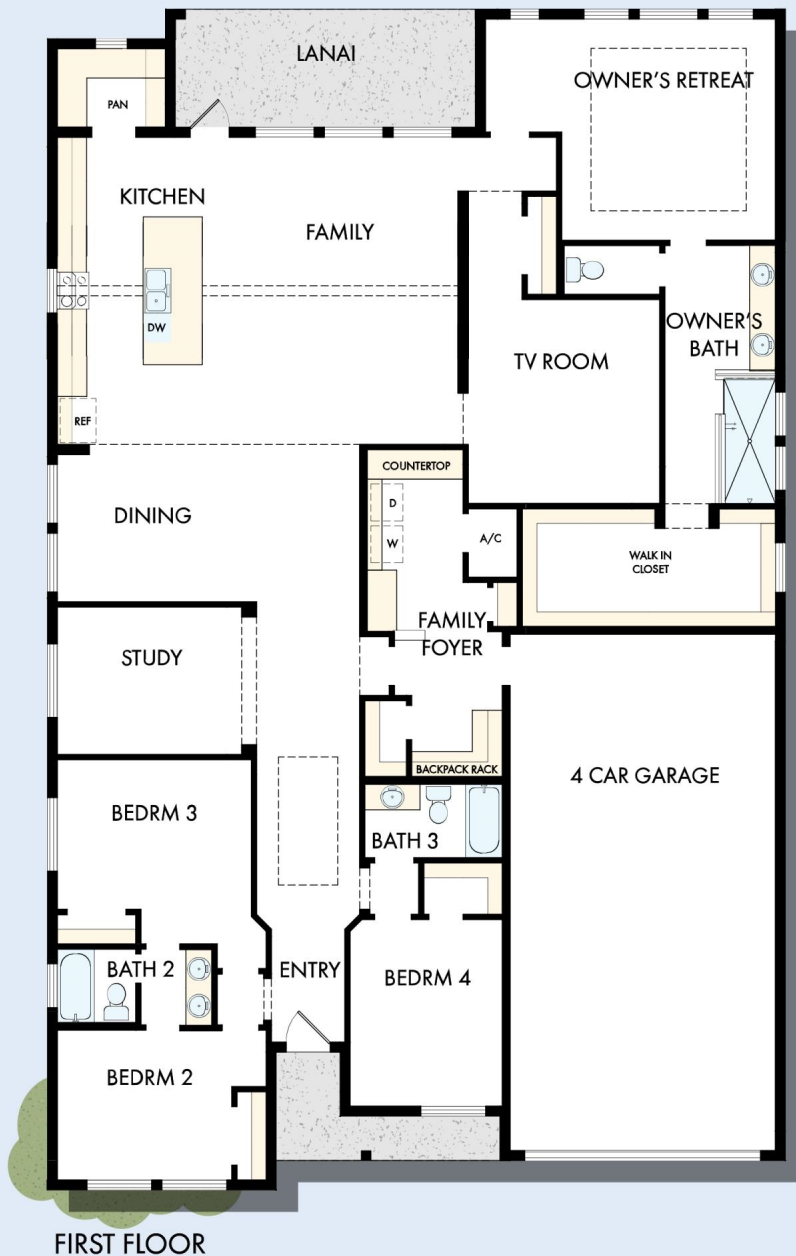 LANAI
OWNER'S RETREAT
PAN
KITCHEN
FAMILY
DW
OWNER'S
BATH
TV ROOM
REF
COUNTERTOP
D
W
A/C
DINING
WALK IN
CLOSET
FAMILY
FOYER
STUDY
BACKPACK RACK
4 CAR GARAGE
BEDRM 3
BATH 3
BATH 2
ENTRY
BEDRM 4
BEDRM 2
FIRST FLOOR